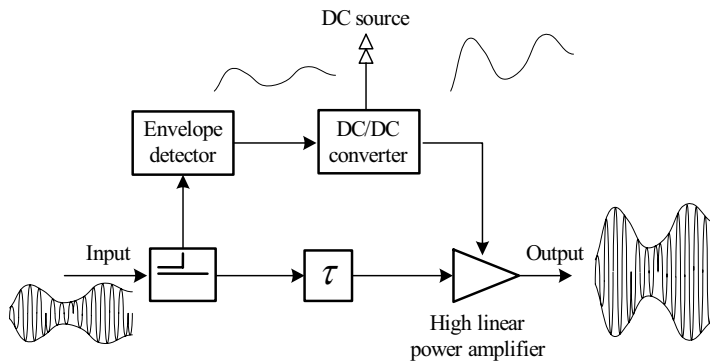 DC source
Envelope
detector
DC/DC
converter
Input
τ
Output
High linear
power amplifier